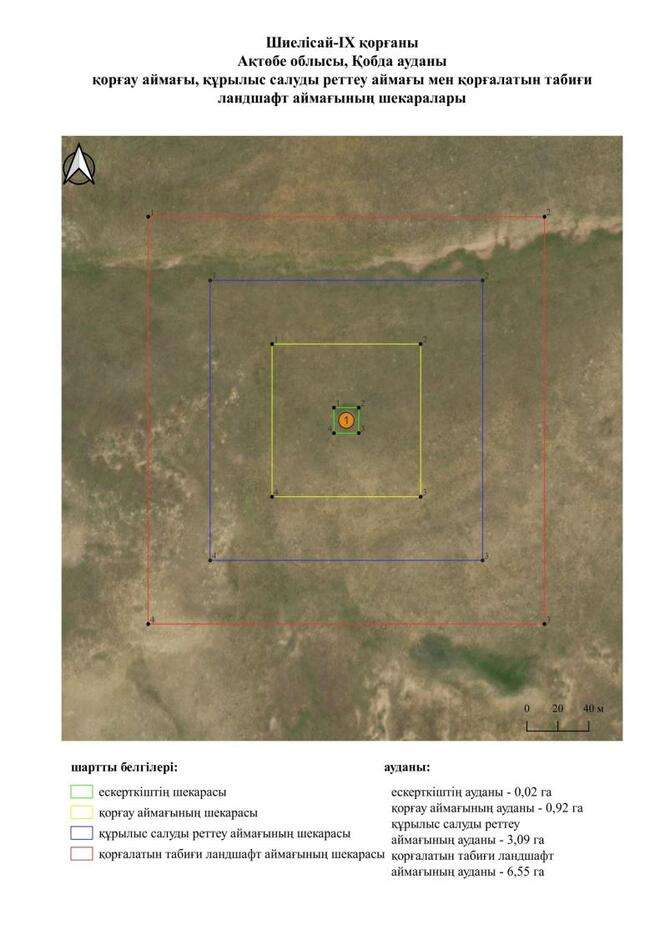 Шиелісай-IX қорғаны
Ақтөбе облысы, Қобда ауданы
қорғау аймағы, құрылыс салуды реттеу аймағы мен қорғалатын табиғи
ландшафт аймағының шекаралары
1
2
1
2
1
2
1
2
1
4
3
4
3
4
3
4
3
0 20 40 м
шартты белгілері:
ескерткіштің шекарасы
қорғау аймағының шекарасы
құрылыс салуды реттеу аймағының шекарасы
қорғалатын табиғи ландшафт аймағының шекарасы
ауданы:
ескерткіштің ауданы - 0,02 га
қорғау аймағының ауданы - 0,92 га
құрылыс салуды реттеу
аймағының ауданы - 3,09 га
қорғалатын табиғи ландшафт
аймағының ауданы - 6,55 га